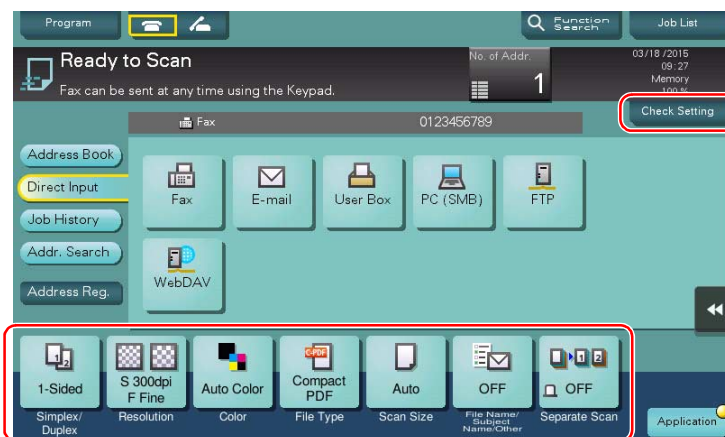 Program
Function
Search
Job List
Ready to Scan
Fax can be sent at any time using the Keypad.
No. of Addr.
1
03/18/2015
09:27
Memory
100 %
Check Setting
Fax
0123456789
Address Book
Direct Input
Job History
Addr. Search
Address Reg.
Fax
E-mail
User Box
PC (SMB)
FTP
WebDAV
1-Sided
S 300dpi
F Fine
Auto Color
C-PDF
Compact
PDF
Auto
OFF
OFF
Simplex/
Duplex
Resolution
Color
File Type
Scan Size
File Name/
Subject
Name/Other
Separate Scan
Application